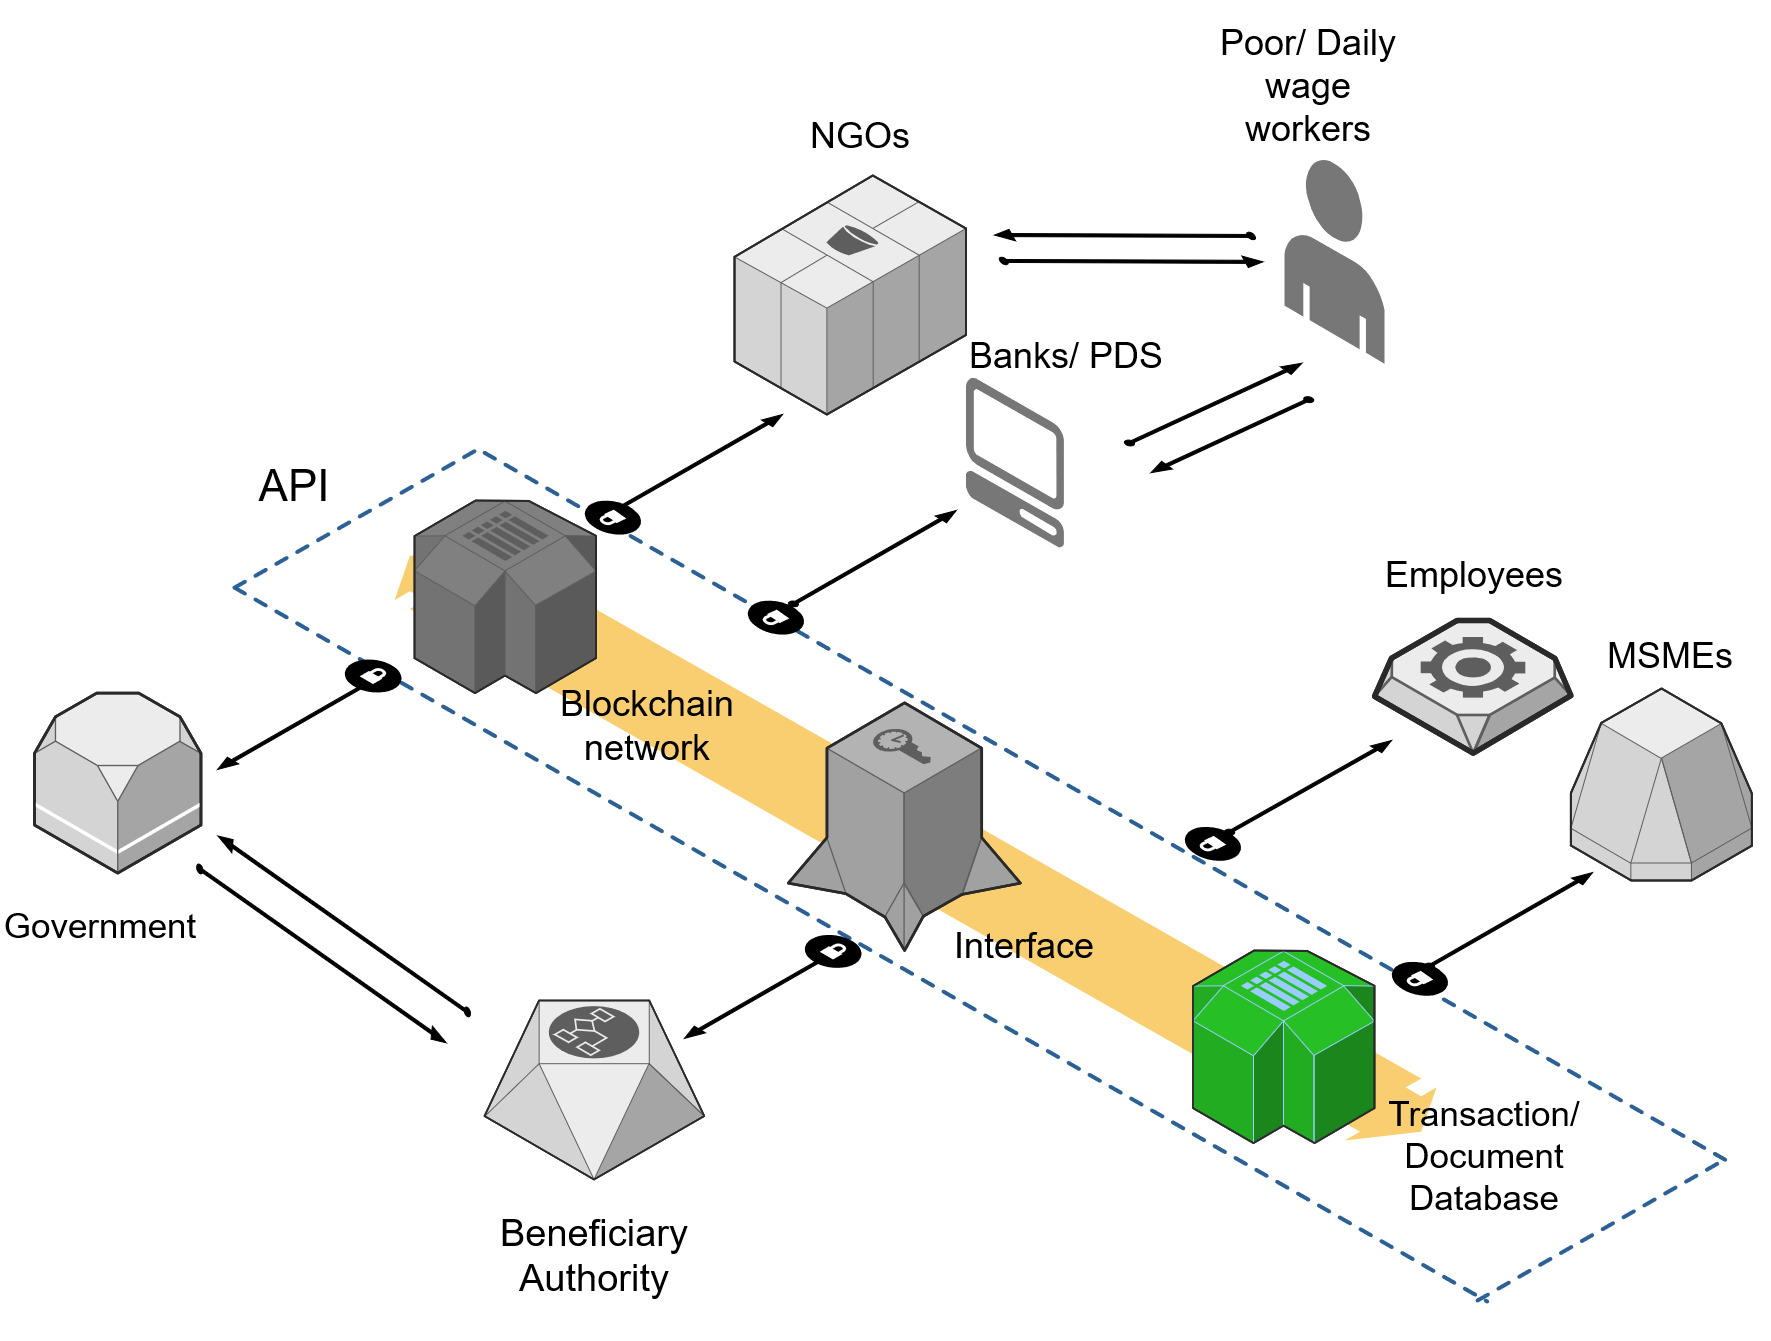 Poor/ Daily
wage
workers
NGOs
Banks/ PDS
API
Employees
MSMEs
Blockchain
network
Government
Interface
Transaction/
Document
Database
Beneficiary
Authority